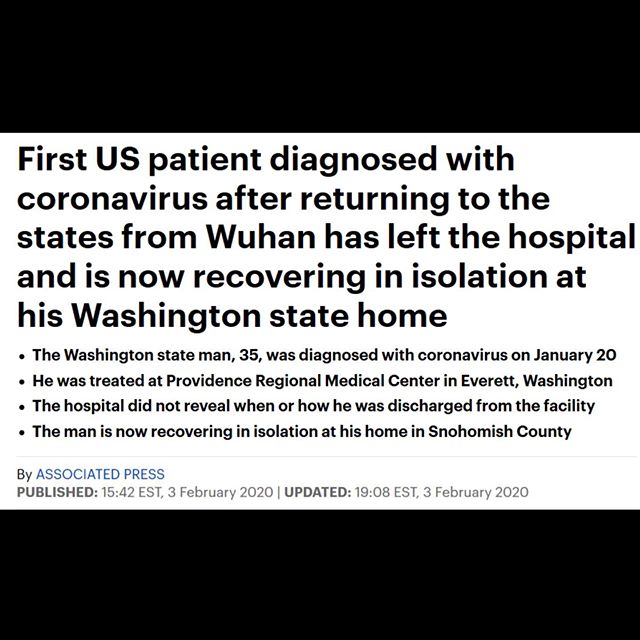 First US patient diagnosed with
coronavirus after returning to the
states from Wuhan has left the hospital
and is now recovering in isolation at
his Washington state home
• The Washington state man, 35, was diagnosed with coronavirus on January 20
• He was treated at Providence Regional Medical Center in Everett, Washington
• The hospital did not reveal when or how he was discharged from the facility
• The man is now recovering in isolation at his home in Snohomish County
By ASSOCIATED PRESS
PUBLISHED: 15:42 EST, 3 February 2020 | UPDATED: 19:08 EST, 3 February 2020